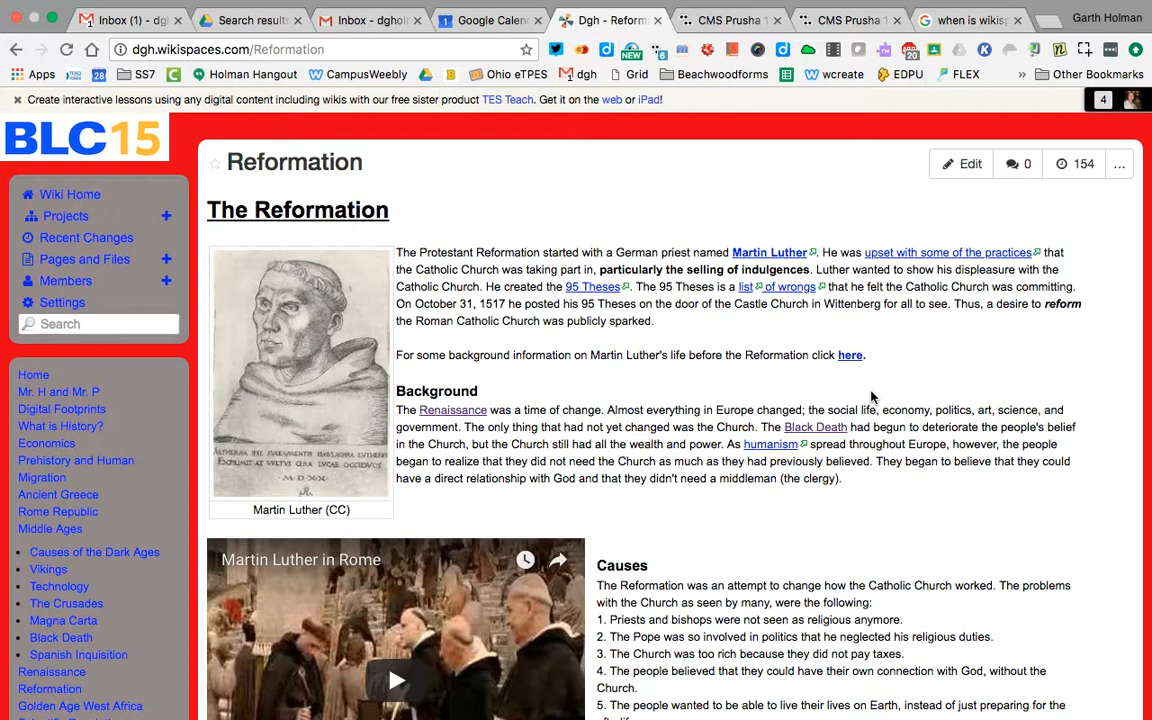 Inbox (1) - dgl
Search results
Inbox - dghol
Google Calen
Dgh - Reform
CMS Prusha 1
CMS Prusha 1
when is wikisp
Garth Holman
dgh.wikispaces.com/Reformation
Apps
28
SS7
Holman Hangout
CampusWeebly
Ohio eTPES
dgh
Grid
Beachwoodforms
wcreate
EDPU
FLEX
»
Other Bookmarks
Create interactive lessons using any digital content including wikis with our free sister product TES Teach. Get it on the web or iPad!
4
BLC15
Wiki Home
Projects
Recent Changes
Pages and Files
Members
Settings
Search
Home
Mr. H and Mr. P
Digital Footprints
What is History?
Economics
Prehistory and Human
Migration
Ancient Greece
Rome Republic
Middle Ages
Causes of the Dark Ages
Vikings
Technology
The Crusades
Magna Carta
Black Death
Spanish Inquisition
Renaissance
Reformation
Golden Age West Africa
Reformation
Edit
0
154
...
The Reformation
The Protestant Reformation started with a German priest named Martin Luther. He was upset with some of the practices that
the Catholic Church was taking part in, particularly the selling of indulgences. Luther wanted to show his displeasure with the
Catholic Church. He created the 95 Theses. The 95 Theses is a list of wrongs that he felt the Catholic Church was committing.
On October 31, 1517 he posted his 95 Theses on the door of the Castle Church in Wittenberg for all to see. Thus, a desire to reform
the Roman Catholic Church was publicly sparked.
For some background information on Martin Luther's life before the Reformation click here.
Background
The Renaissance was a time of change. Almost everything in Europe changed; the social life, economy, politics, art, science, and
government. The only thing that had not yet changed was the Church. The Black Death had begun to deteriorate the people's belief
in the Church, but the Church still had all the wealth and power. As humanism spread throughout Europe, however, the people
began to realize that they did not need the Church as much as they had previously believed. They began to believe that they could
have a direct relationship with God and that they didn't need a middleman (the clergy).
Martin Luther (CC)
Martin Luther in Rome
Causes
The Reformation was an attempt to change how the Catholic Church worked. The problems
with the Church as seen by many, were the following:
1. Priests and bishops were not seen as religious anymore.
2. The Pope was so involved in politics that he neglected his religious duties.
3. The Church was too rich because they did not pay taxes.
4. The people believed that they could have their own connection with God, without the
Church.
5. The people wanted to be able to live their lives on Earth, instead of just preparing for the